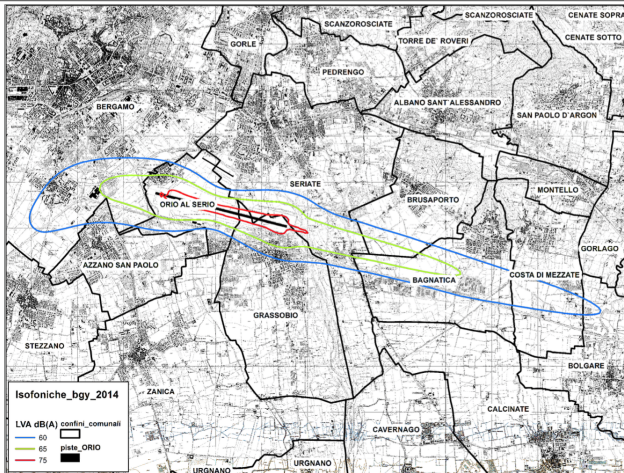 SCANZOROSCIATE
SCANZOROSCIATE
CENATE SOPRA
GORLE
TORRE DE` ROVERI
CENATE SOTTO
PEDRENGO
BERGAMO
ALBANO SANT`ALESSANDRO
SAN PAOLO D`ARGON
SERIATE
MONTELLO
BRUSAPORTO
ORIO AL SERIO
GORLAGO
AZZANO SAN PAOLO
COSTA DI MEZZATE
BAGNATICA
GRASSOBIO
STEZZANO
BOLGARE
ZANICA
CALCINATE
CAVERNAGO
URGNANO
URGNANO
Isofoniche_bgy_2014
LVA dB(A) confini_comunali
60
65 piste_ORIO
75